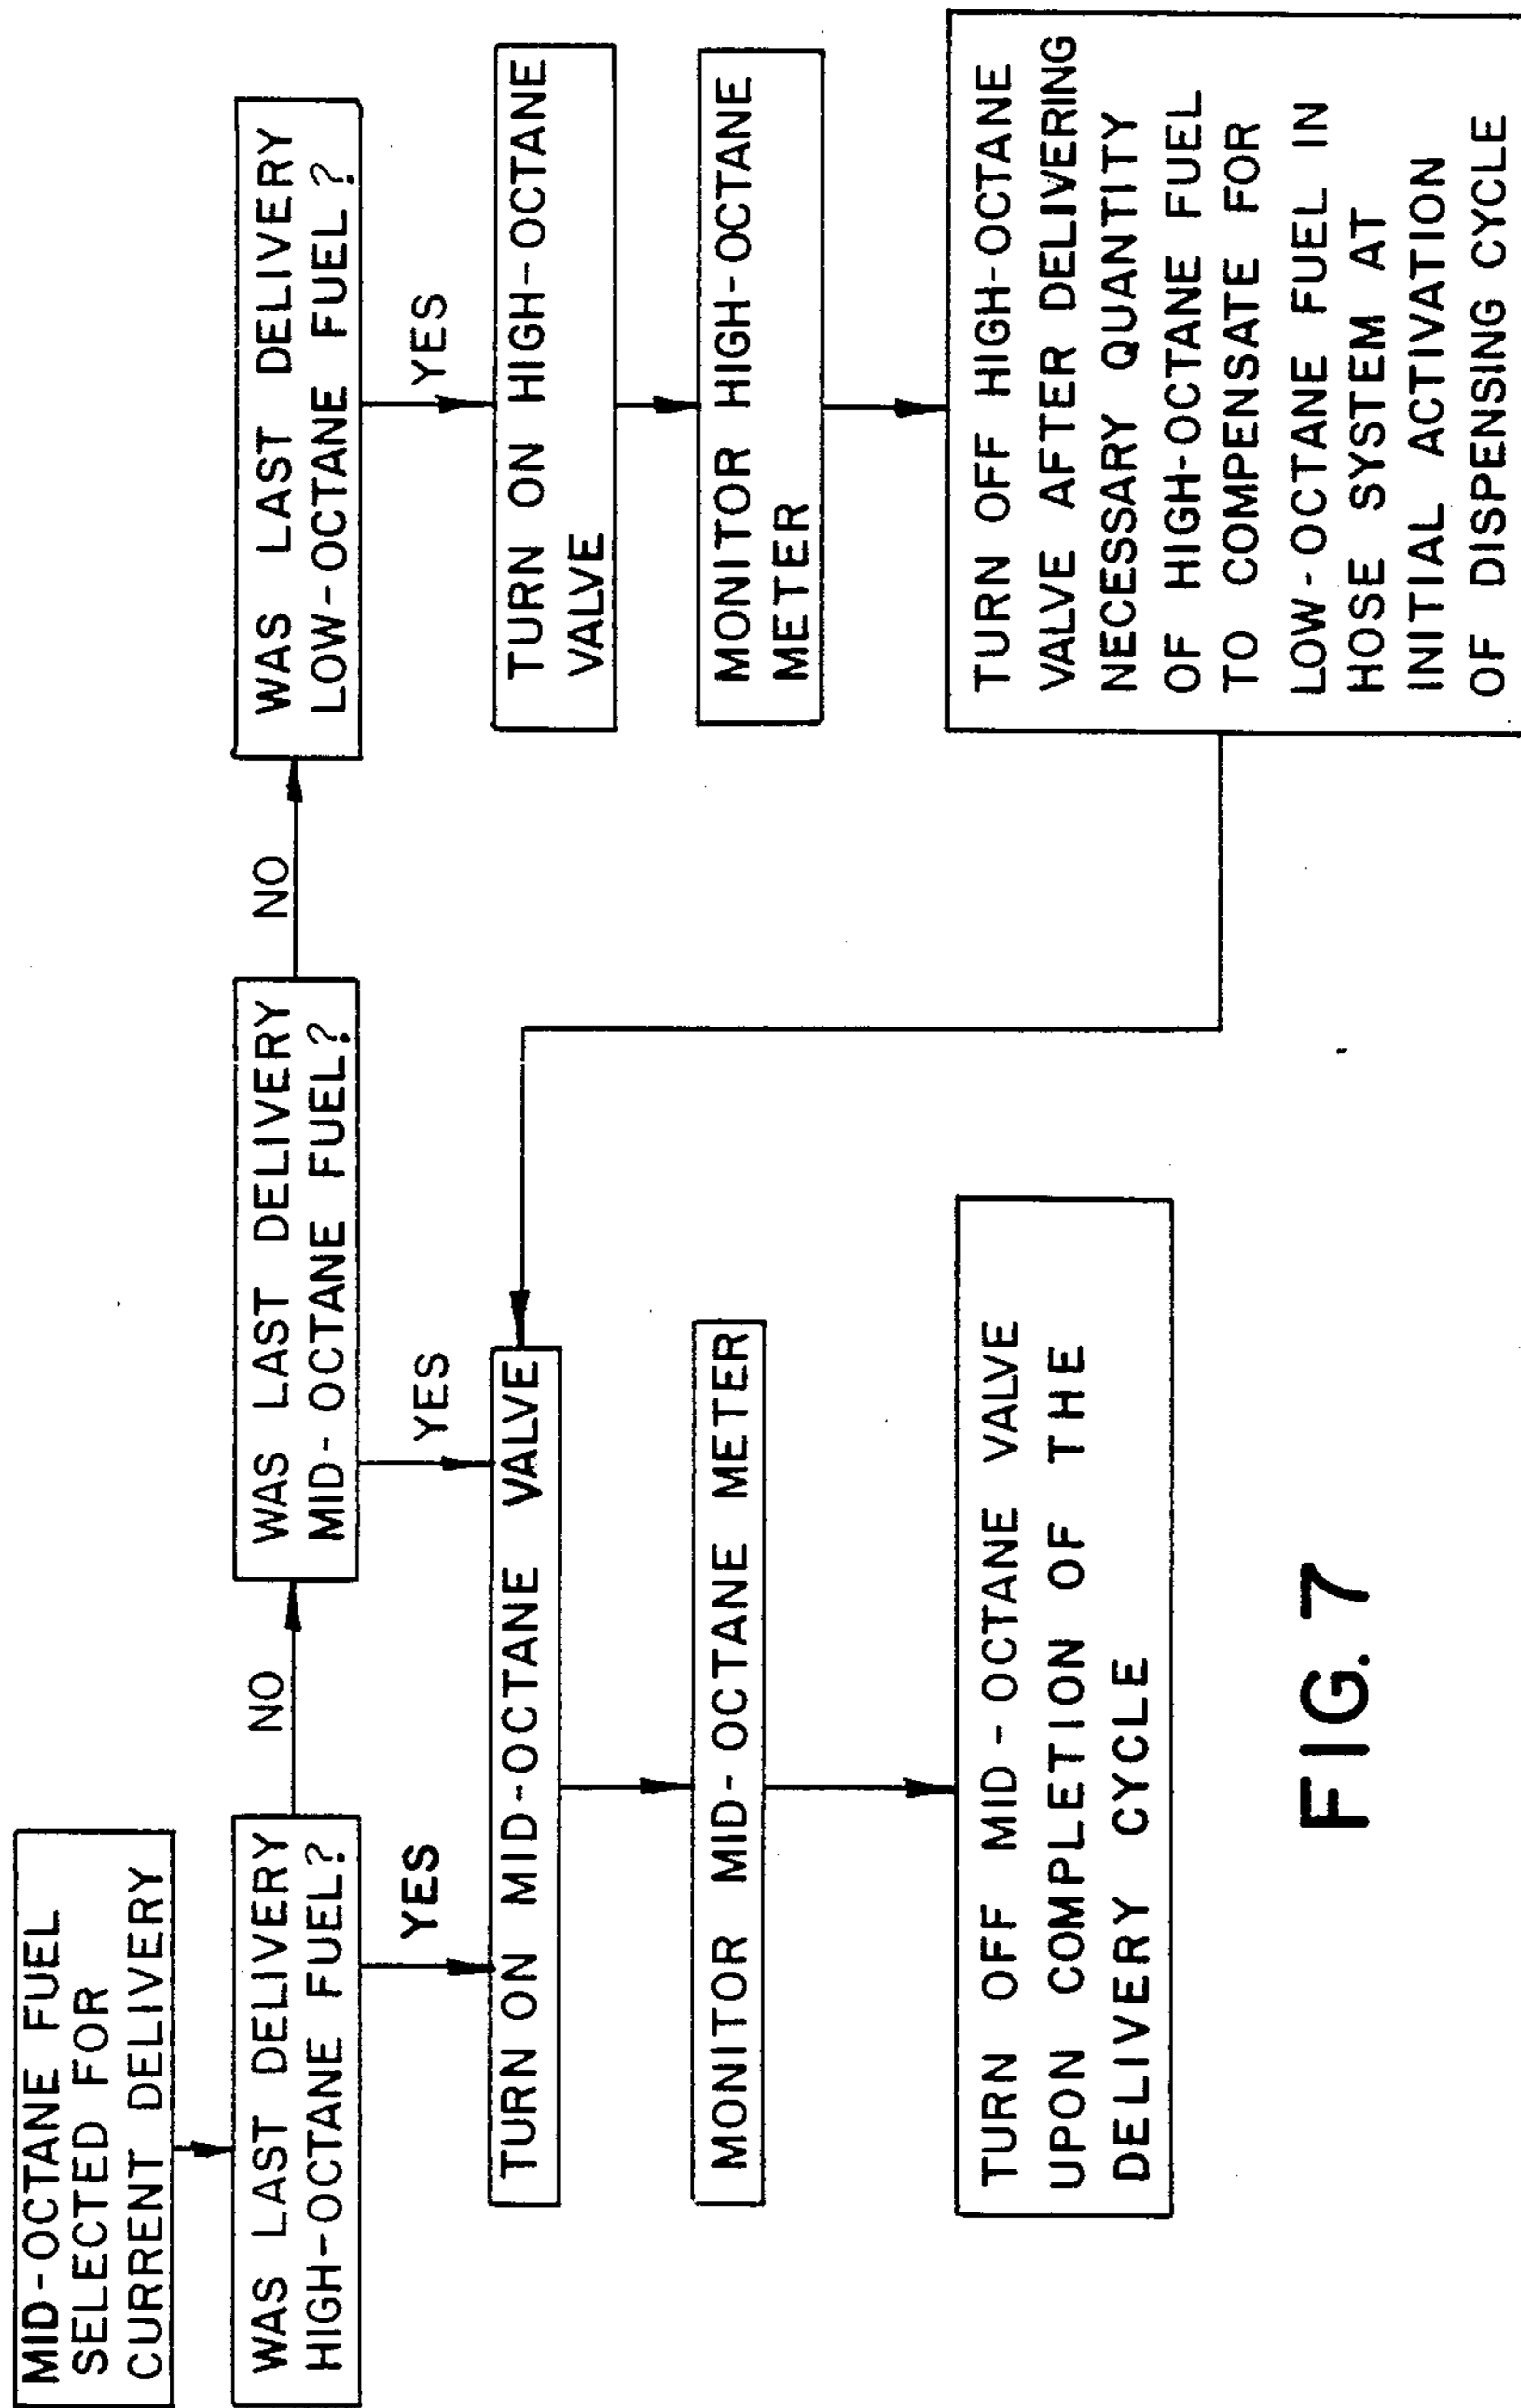 MID-OCTANE FUEL
SELECTED FOR
CURRENT DELIVERY
WAS LAST DELIVERY
HIGH-OCTANE FUEL?
NO
WAS LAST DELIVERY
MID-OCTANE FUEL?
NO
WAS LAST DELIVERY
LOW-OCTANE FUEL?
YES
YES
YES
TURN ON MID-OCTANE VALVE
TURN ON HIGH-OCTANE
VALVE
MONITOR MID-OCTANE METER
MONITOR HIGH-OCTANE
METER
TURN OFF MID-OCTANE VALVE
UPON COMPLETION OF THE
DELIVERY CYCLE
TURN OFF HIGH-OCTANE
VALVE AFTER DELIVERING
NECESSARY QUANTITY
OF HIGH-OCTANE FUEL
TO COMPENSATE FOR
LOW-OCTANE FUEL IN
HOSE SYSTEM AT
INITIAL ACTIVATION
OF DISPENSING CYCLE
FIG. 7